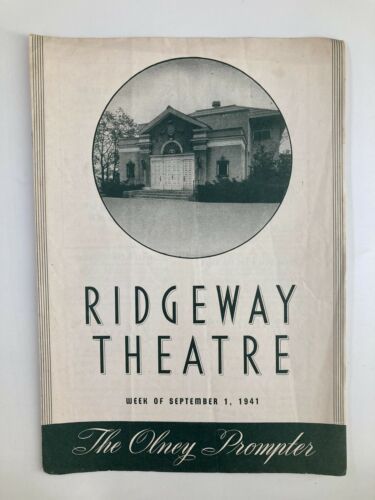 RIDGEWAY
THEATRE
WEEK OF SEPTEMBER 1, 1941
The Olney Prompter